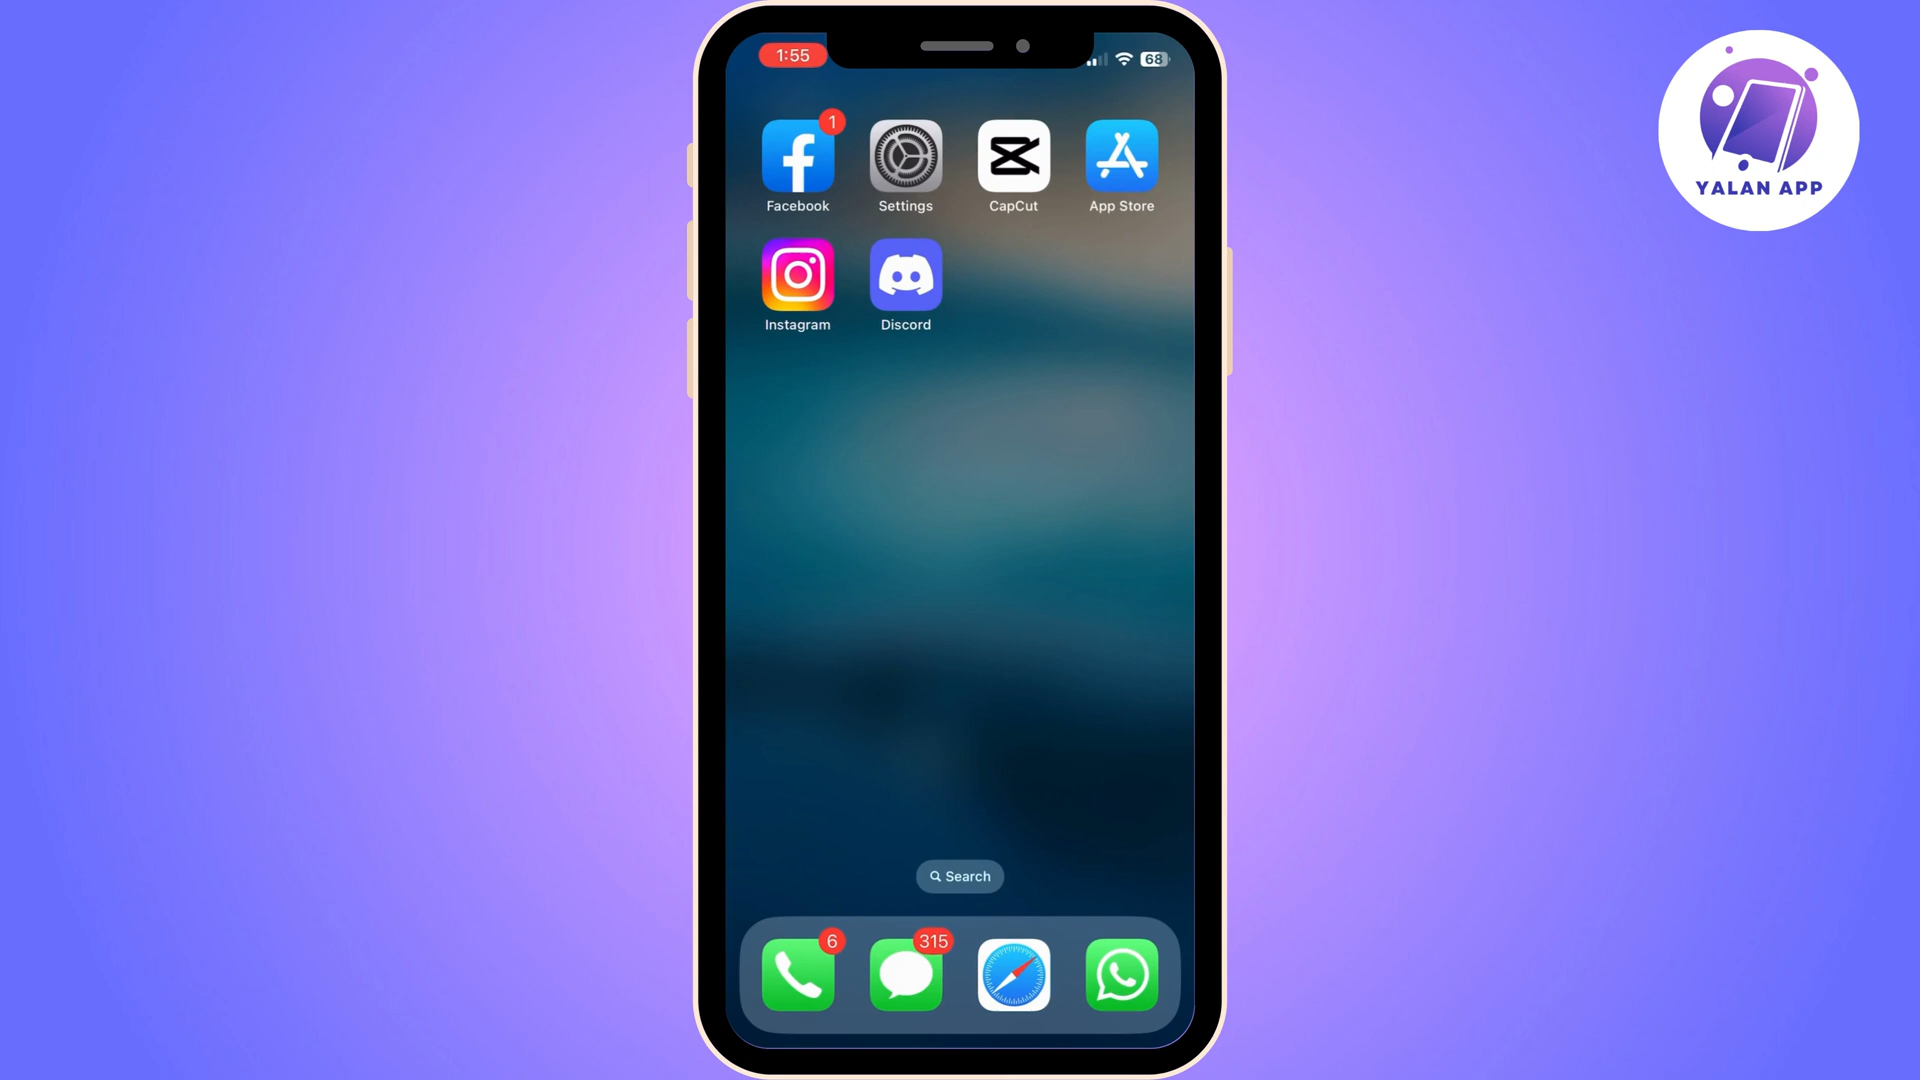 1:55
68
YALAN APP
1
Facebook
Settings
CapCut
App Store
Instagram
Discord
Search
6
315